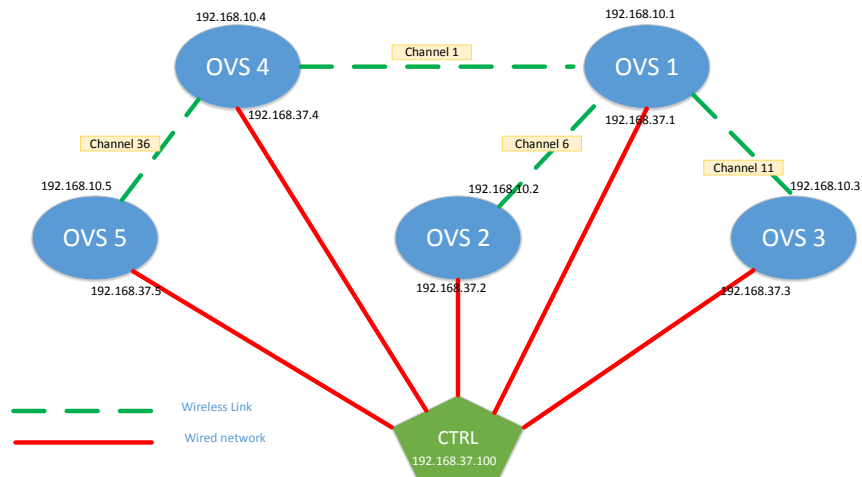 192.168.10.4
192.168.10.1
OVS 4
Channel 1
OVS 1
192.168.37.4
192.168.37.1
Channel 36
Channel 6
Channel 11
192.168.10.5
192.168.10.2
192.168.10.3
OVS 5
OVS 2
OVS 3
192.168.37.5
192.168.37.2
192.168.37.3
Wireless Link
Wired network
CTRL
192.168.37.100